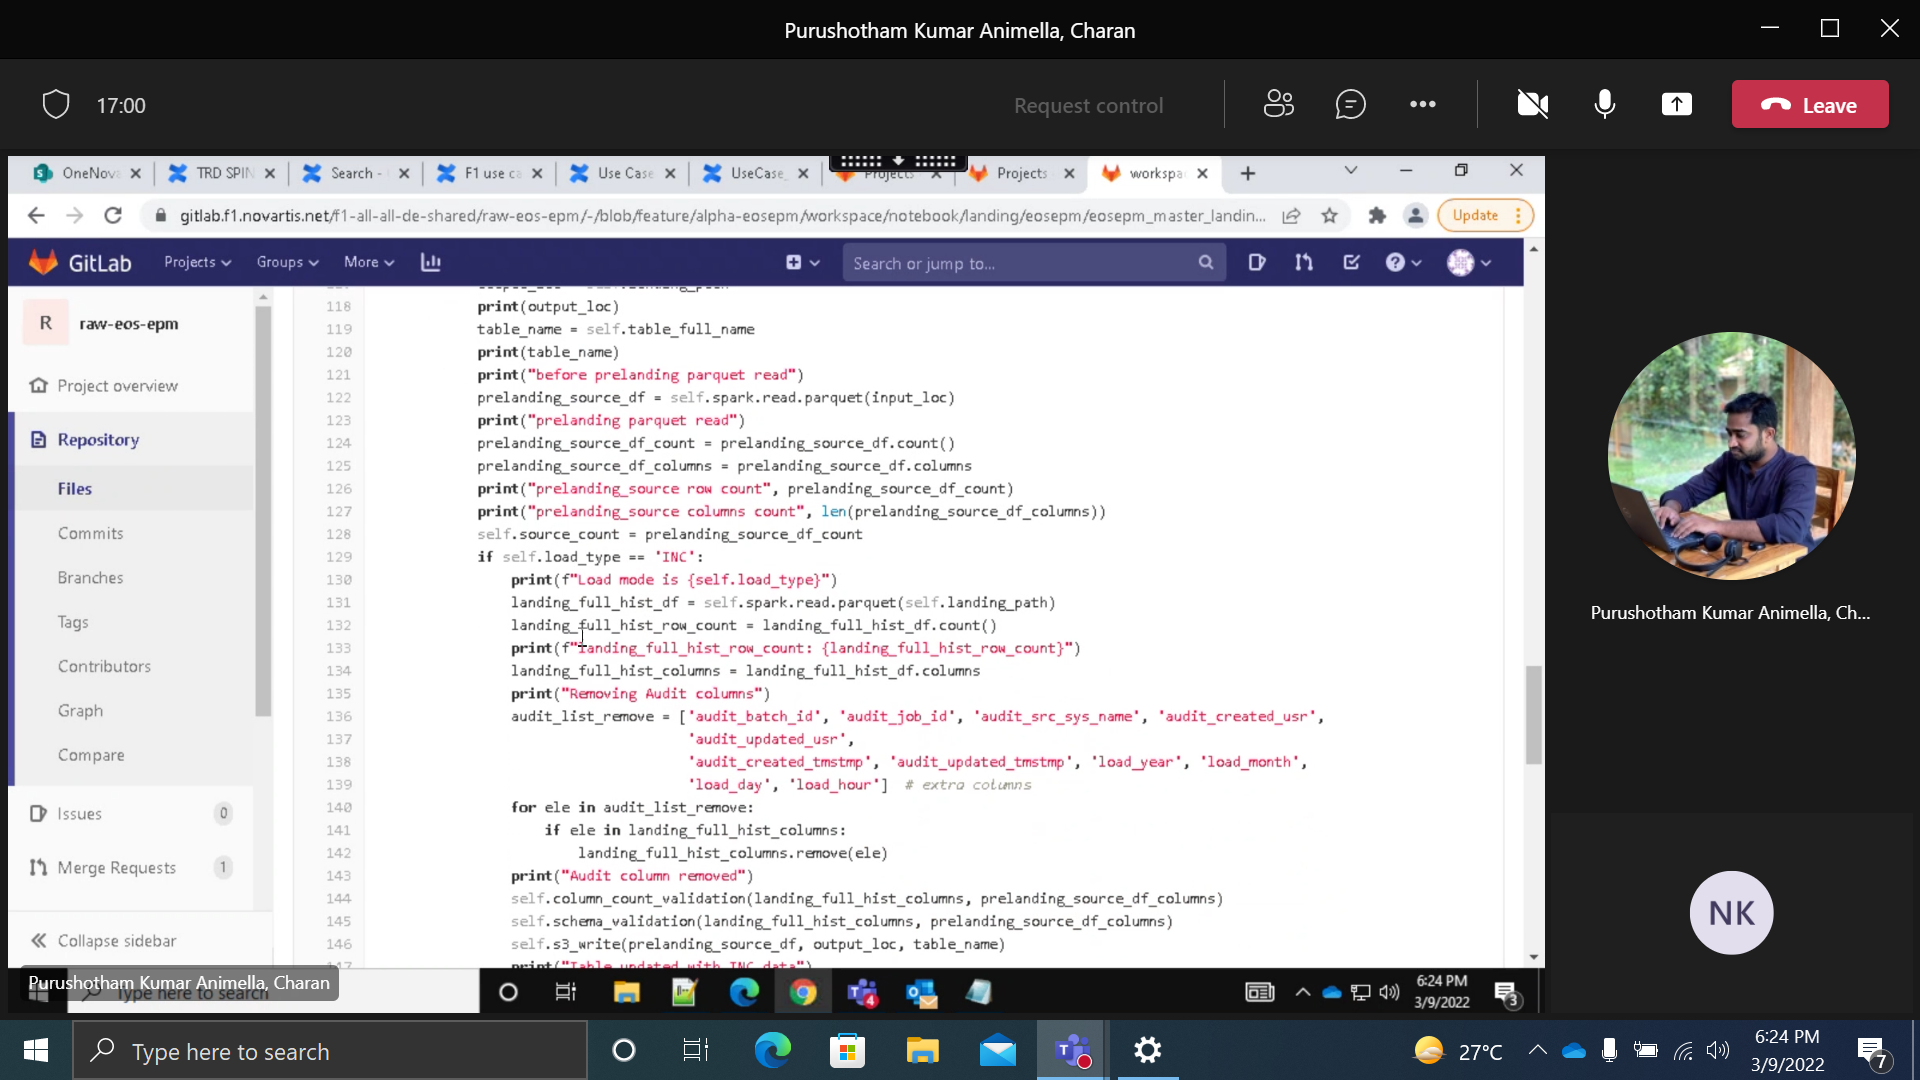 Purushotham Kumar Animella, Charan
17:00
Request control
Leave
OneNov
TRD SPIN
Search -
F1 use ca
Use Case
UseCase_
Projects
Projects
workspa
gitlab.f1.novartis.net/f1-all-all-de-shared/raw-eos-epm/-/blob/feature/alpha-eosepm/workspace/notebook/landing/eosepm/eosepm_master_landin...
Update
GitLab
Projects
Groups
More
Search or jump to...
R
raw-eos-epm
Project overview
Repository
Files
Commits
Branches
Tags
Contributors
Graph
Compare
Issues
0
Merge Requests
1
Collapse sidebar
118 print(output_loc)
119 table_name = self.table_full_name
120 print(table_name)
121 print("before prelanding parquet read")
122 prelanding_source_df = self.spark.read.parquet(input_loc)
123 print("prelanding parquet read")
124 prelanding_source_df_count = prelanding_source_df.count()
125 prelanding_source_df_columns = prelanding_source_df.columns
126 print("prelanding_source row count", prelanding_source_df_count)
127 print("prelanding_source columns count", len(prelanding_source_df_columns))
128 self.source_count = prelanding_source_df_count
129 if self.load_type == 'INC':
130 print(f"Load mode is {self.load_type}")
131 landing_full_hist_df = self.spark.read.parquet(self.landing_path)
132 landing_full_hist_row_count = landing_full_hist_df.count()
133 print(f"landing_full_hist_row_count: {landing_full_hist_row_count}")
134 landing_full_hist_columns = landing_full_hist_df.columns
135 print("Removing Audit columns")
136 audit_list_remove = ['audit_batch_id', 'audit_job_id', 'audit_src_sys_name', 'audit_created_usr',
137 'audit_updated_usr',
138 'audit_created_tmstmp', 'audit_updated_tmstmp', 'load_year', 'load_month',
139 'load_day', 'load_hour'] # extra columns
140 for ele in audit_list_remove:
141 if ele in landing_full_hist_columns:
142 landing_full_hist_columns.remove(ele)
143 print("Audit column removed")
144 self.column_count_validation(landing_full_hist_columns, prelanding_source_df_columns)
145 self.schema_validation(landing_full_hist_columns, prelanding_source_df_columns)
146 self.s3_write(prelanding_source_df, output_loc, table_name)
147 print("Table updated with INC data")
Purushotham Kumar Animella, Charan
Type here to search
4
6:24 PM
3/9/2022
3
Purushotham Kumar Animella, Ch...
NK
Type here to search
27°C
6:24 PM
3/9/2022
7